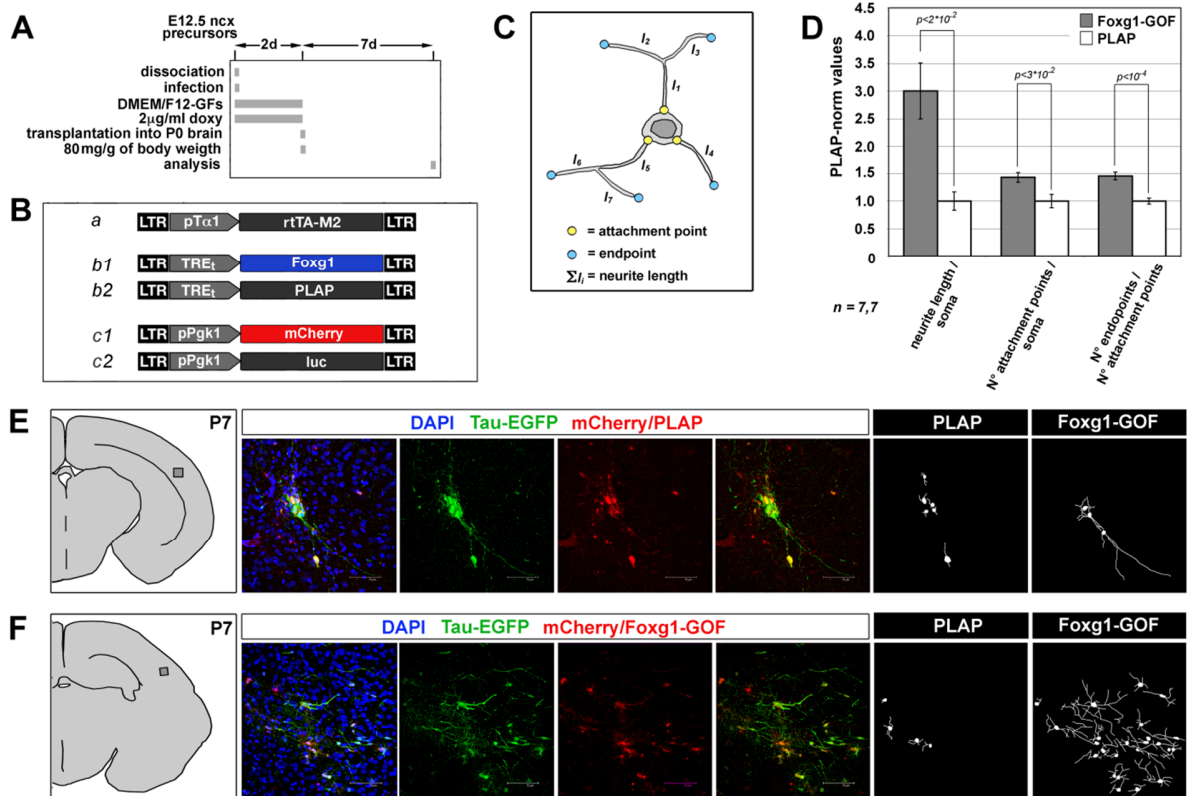 A
E12.5 ncx
precursors
2d 7d
dissociation
infection
DMEM/F12-GFs
2µg/ml doxy
transplantation into P0 brain
80mg/g of body weigth
analysis
B
a LTR pTα1 rtTA-M2 LTR
b1 LTR TREt Foxg1 LTR
b2 LTR TREt PLAP LTR
c1 LTR pPgk1 mCherry LTR
c2 LTR pPgk1 luc LTR
C
l2
l3
l1
l4
l5
l6
l7
= attachment point
= endpoint
Σli = neurite length
D
PLAP-norm values
4.5
4.0
3.5
3.0
2.5
2.0
1.5
1.0
0.5
0
Foxg1-GOF
PLAP
p<2*10-2
p<3*10-2
p<10-4
n = 7,7
neurite length /
soma
N° attachment points /
soma
N° endopoints /
N° attachment points
E
P7
DAPI Tau-EGFP mCherry/PLAP
PLAP
Foxg1-GOF
F
P7
DAPI Tau-EGFP mCherry/Foxg1-GOF
PLAP
Foxg1-GOF